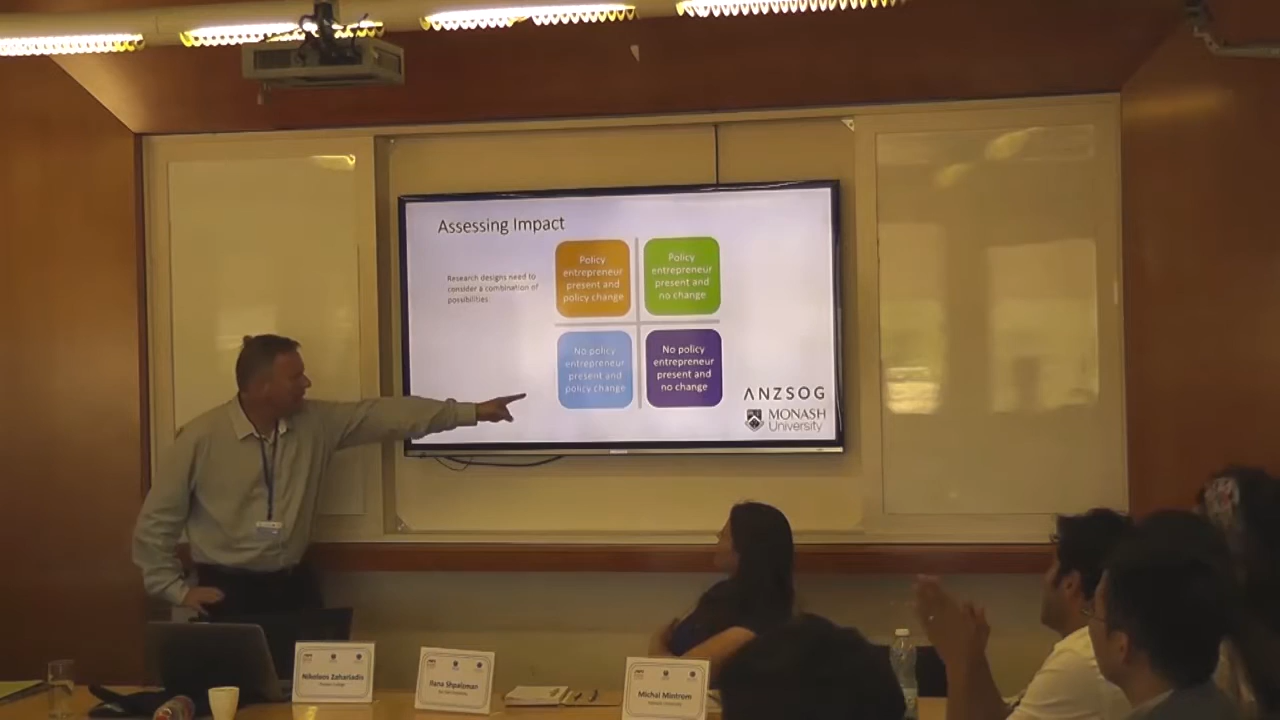 Assessing Impact
Research designs need to
consider a combination of
possibilities
Policy
entrepreneur
present and
policy change
Policy
entrepreneur
present and
no change
No policy
entrepreneur
present and
policy change
No policy
entrepreneur
present and
no change
ANZSOG
MONASH
University
Nikolaos Zahariadis
Ilana Shpaizman
Michal Mintrom